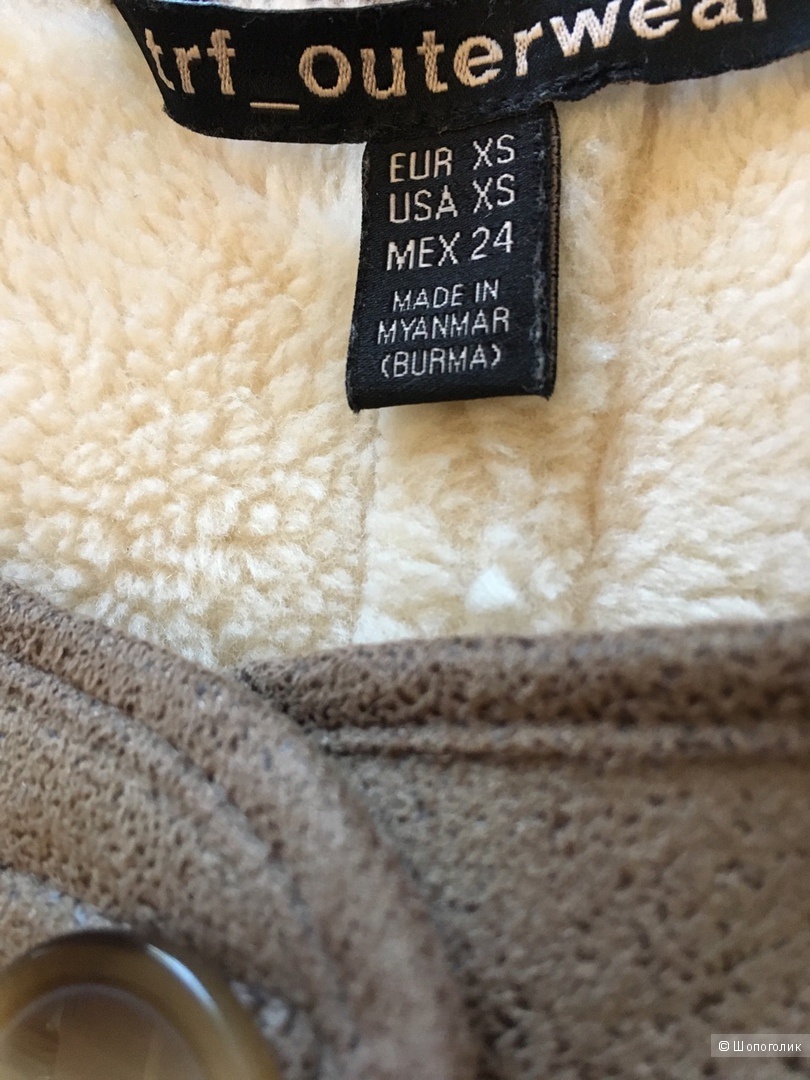 trf_outerwear
EUR XS
USA XS
MEX 24
MADE IN
MYANMAR
(BURMA)
© Шопоголик